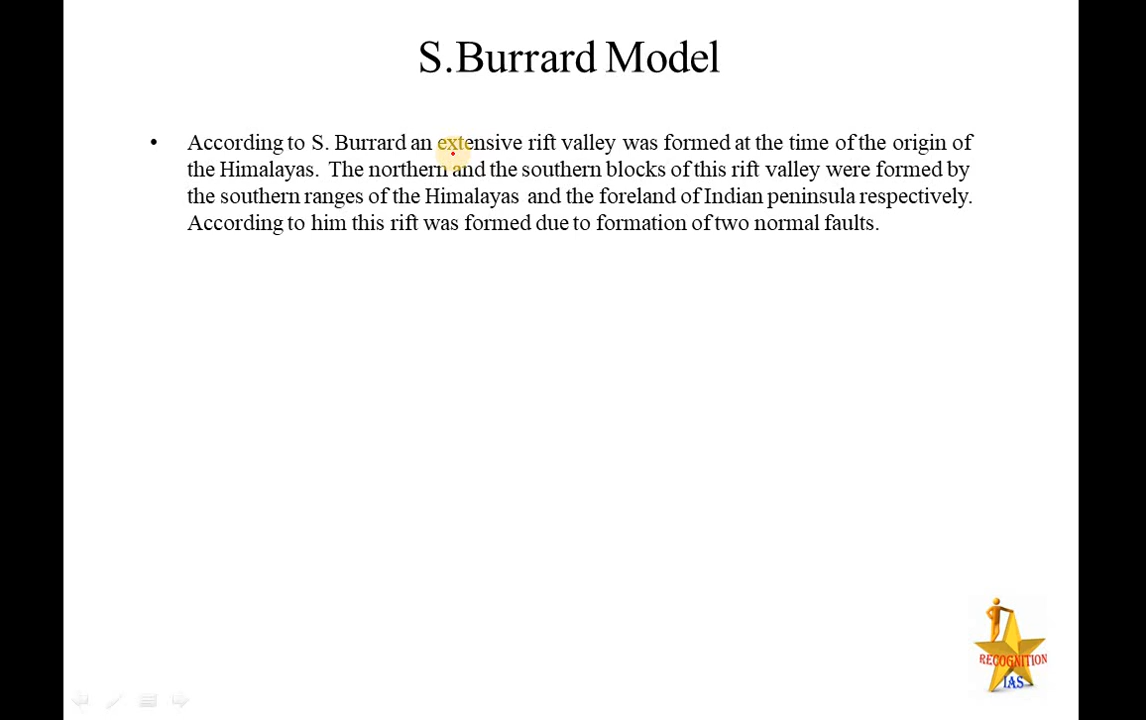 S.Burrard Model
• According to S. Burrard an extensive rift valley was formed at the time of the origin of
the Himalayas. The northern and the southern blocks of this rift valley were formed by
the southern ranges of the Himalayas and the foreland of Indian peninsula respectively.
According to him this rift was formed due to formation of two normal faults.
RECOGNITION
IAS